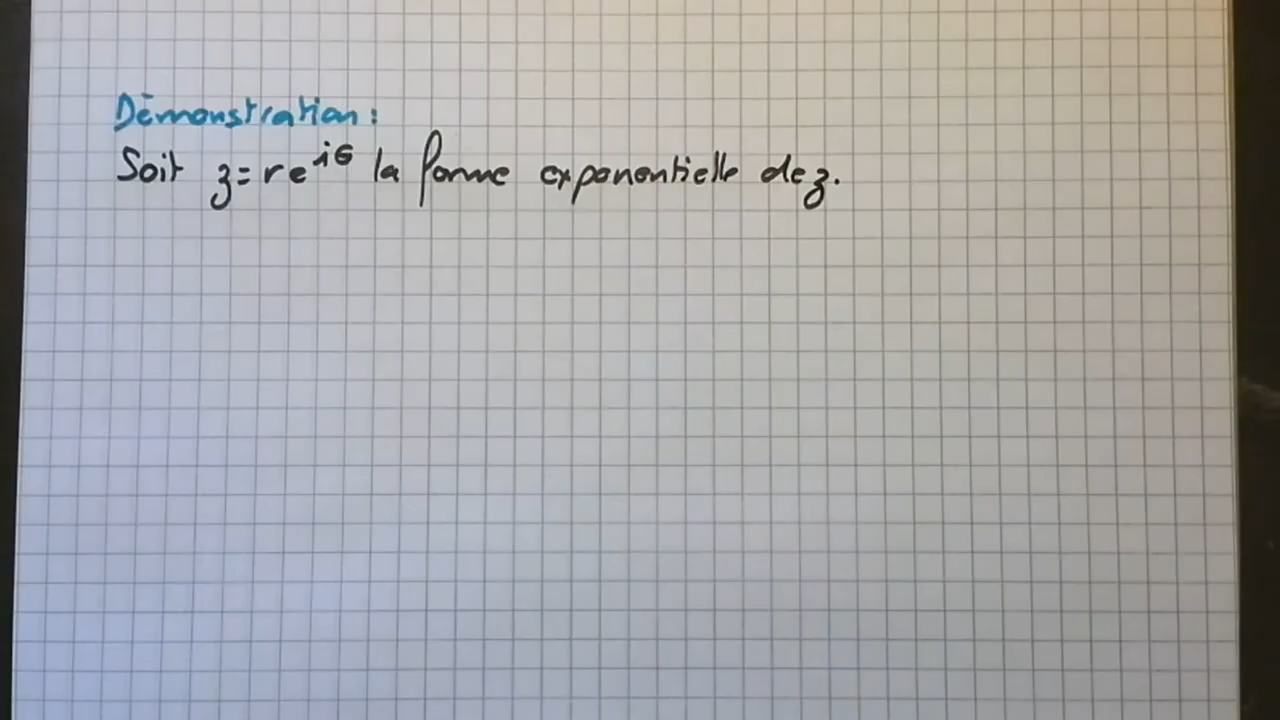 Démonstration :
Soit z = re^{iθ} la forme exponentielle de z.